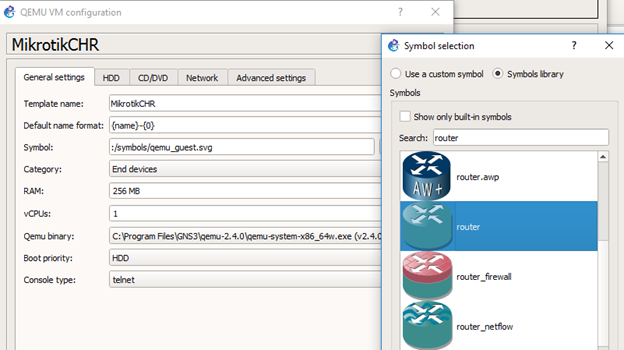 QEMU VM configuration
MikrotikCHR
General settings
HDD
CD/DVD
Network
Advanced settings
Template name:
MikrotikCHR
Default name format:
{name}-{0}
Symbol:
:/symbols/qemu_guest.svg
Category:
End devices
RAM:
256 MB
vCPUs:
1
Qemu binary:
C:\Program Files\GNS3\qemu-2.4.0\qemu-system-x86_64w.exe (v2.4.0
Boot priority:
HDD
Console type:
telnet
Symbol selection
Use a custom symbol
Symbols library
Symbols
Show only built-in symbols
Search:
router
AW+
router.awp
router
router_firewall
router_netflow